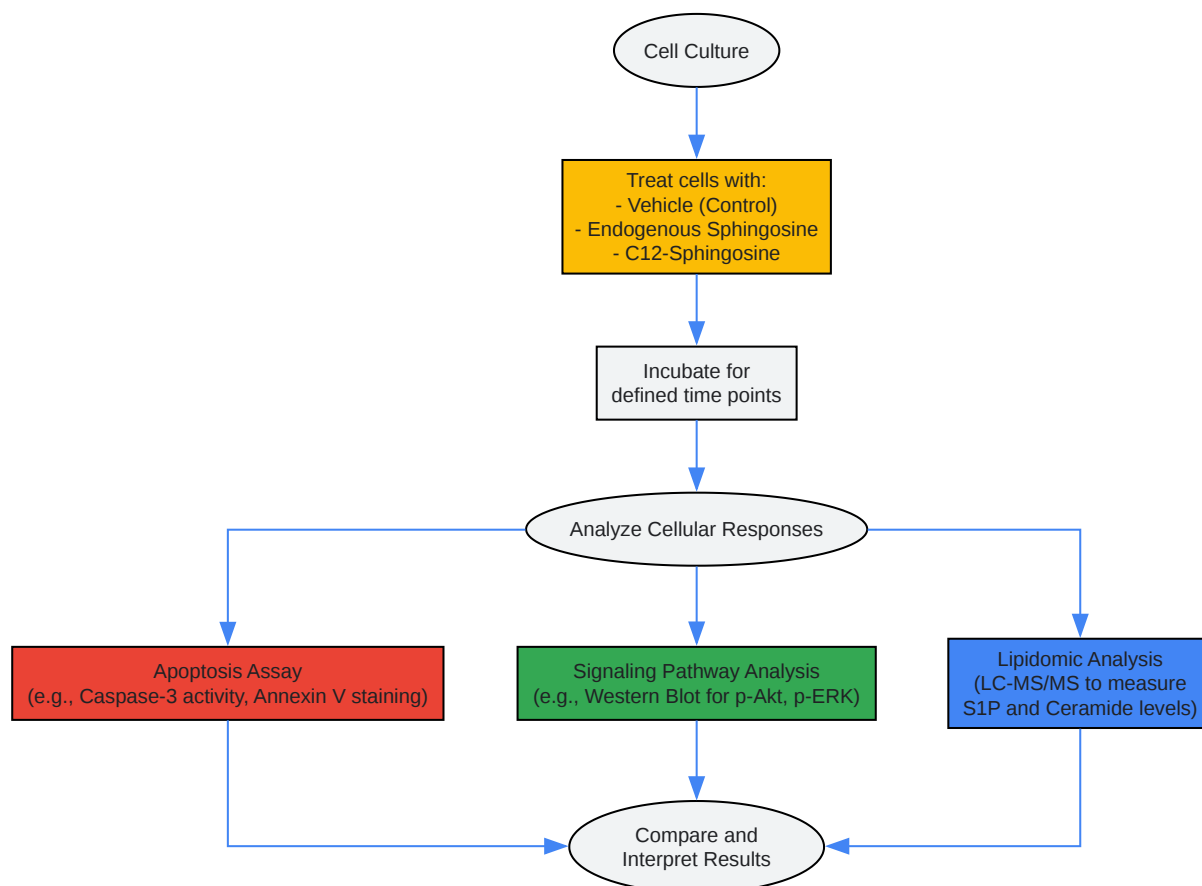 Cell Culture
Treat cells with:
- Vehicle (Control)
- Endogenous Sphingosine
- C12-Sphingosine
Incubate for
defined time points
Analyze Cellular Responses
Apoptosis Assay
(e.g., Caspase-3 activity, Annexin V staining)
Signaling Pathway Analysis
(e.g., Western Blot for p-Akt, p-ERK)
Lipidomic Analysis
(LC-MS/MS to measure
S1P and Ceramide levels)
Compare and
Interpret Results